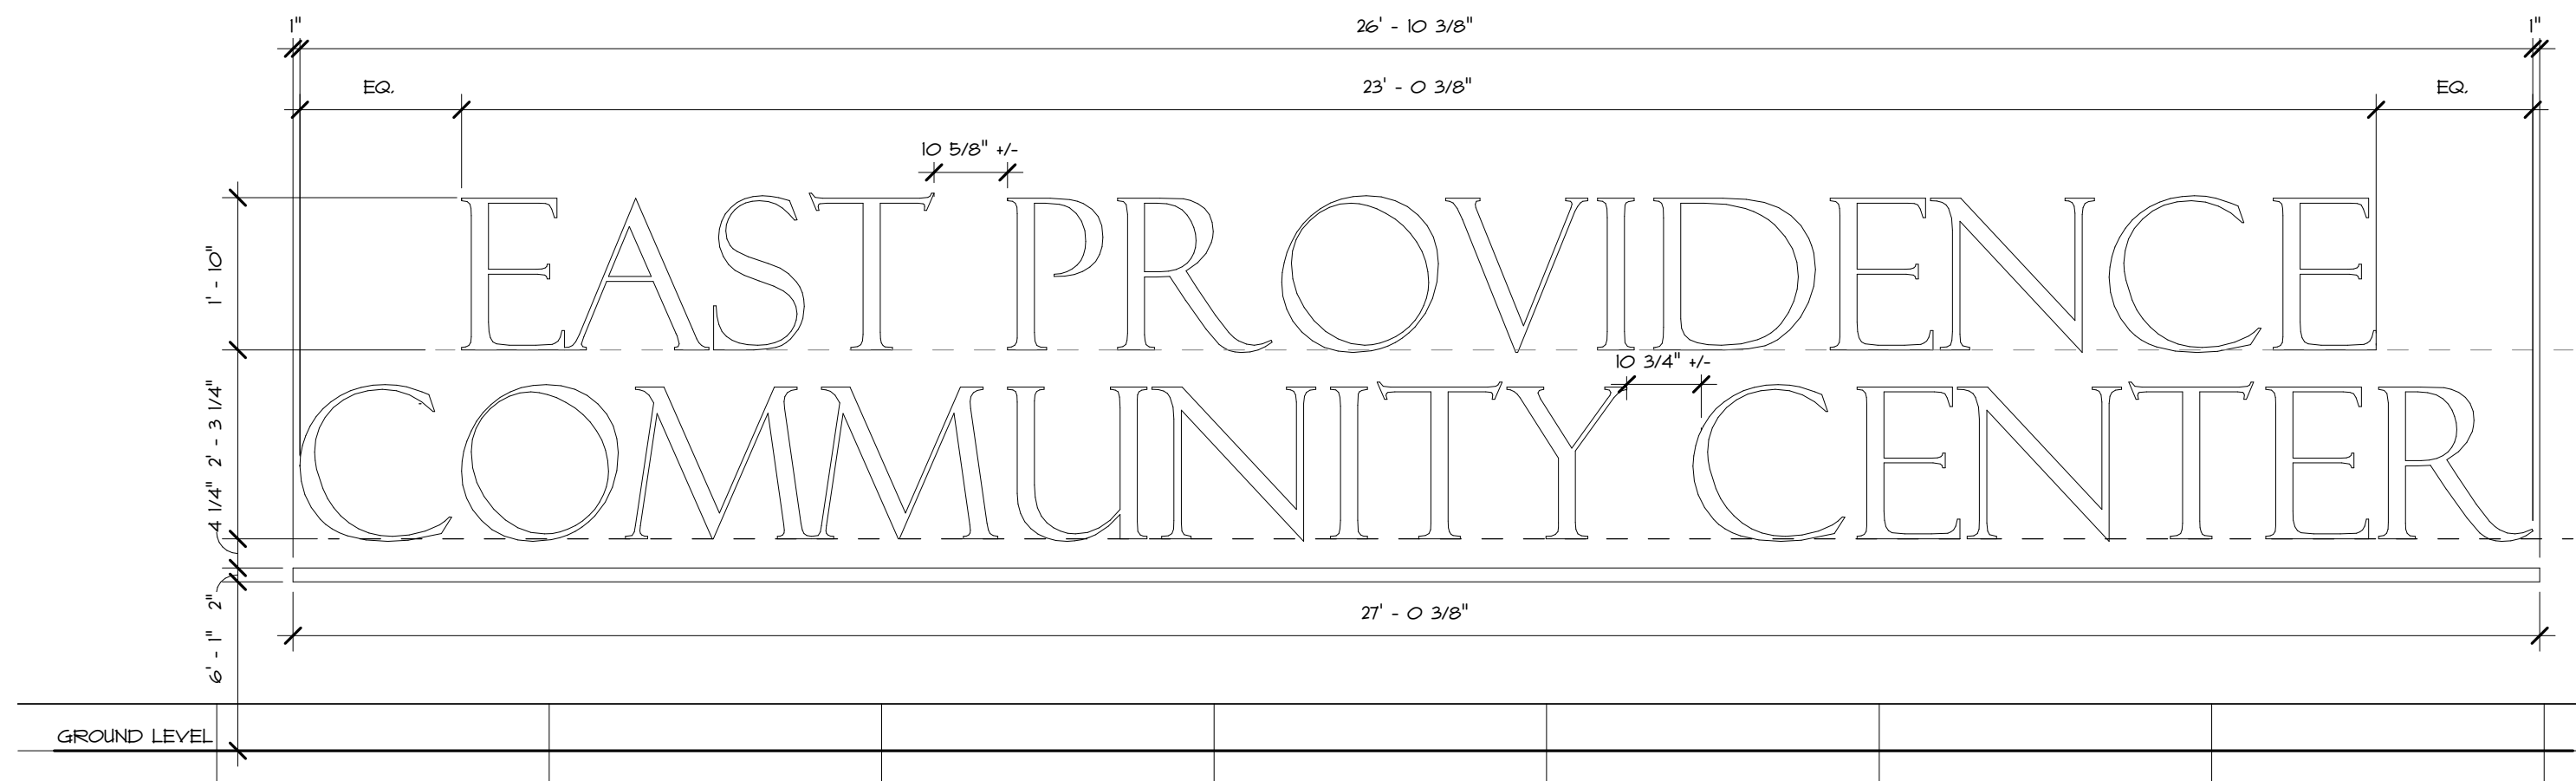 1" 26' - 10 3/8" 1"
EQ. 23' - 0 3/8" EQ.
10 5/8" +/-
EAST PROVIDENCE
1' - 10"
10 3/4" +/-
COMMUNITY CENTER
2' - 3 1/4"
4 1/4"
2"
27' - 0 3/8"
6' - 1"
GROUND LEVEL